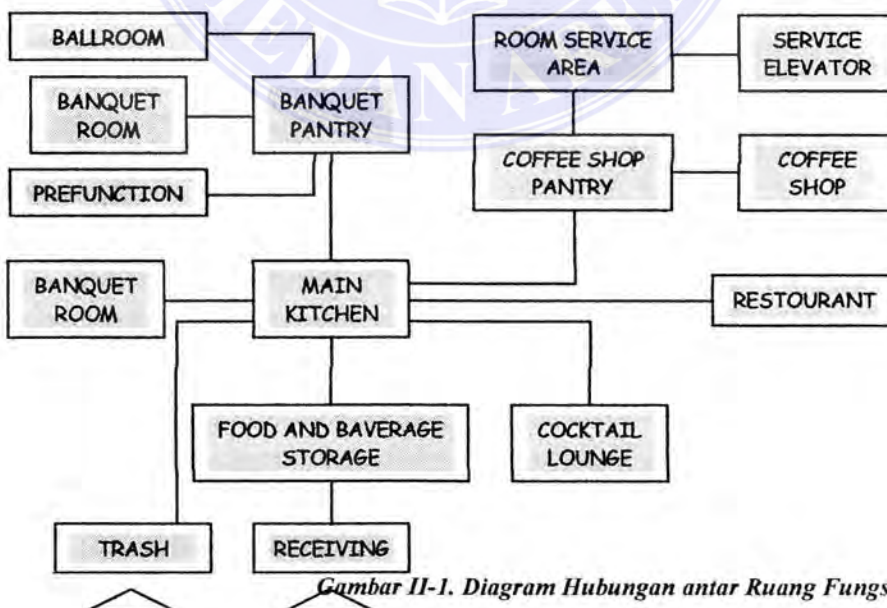 BALLROOM
ROOM SERVICE
AREA
SERVICE
ELEVATOR
BANQUET
ROOM
BANQUET
PANTRY
COFFEE SHOP
PANTRY
COFFEE
SHOP
PREFUNCTION
BANQUET
ROOM
MAIN
KITCHEN
RESTOURANT
FOOD AND BAVERAGE
STORAGE
COCKTAIL
LOUNGE
TRASH
RECEIVING
Gambar II-1. Diagram Hubungan antar Ruang Fungs